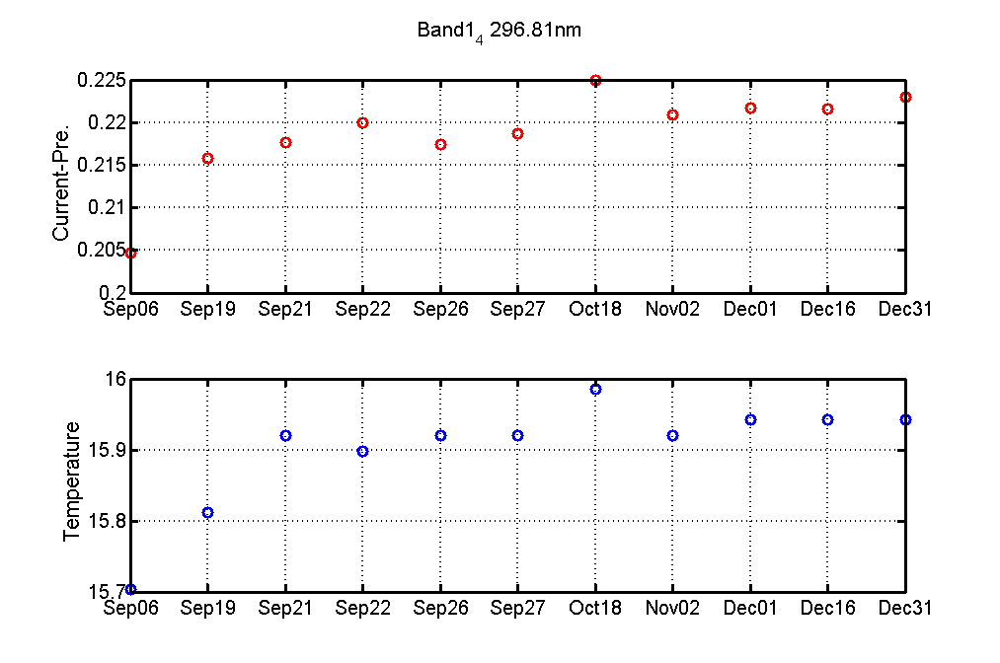 Band1₄ 296.81nm
0.225
0.22
0.215
0.21
0.205
0.2
Current-Pre.
Sep06 Sep19 Sep21 Sep22 Sep26 Sep27 Oct18 Nov02 Dec01 Dec16 Dec31
16
15.9
15.8
15.7
Temperature
Sep06 Sep19 Sep21 Sep22 Sep26 Sep27 Oct18 Nov02 Dec01 Dec16 Dec31